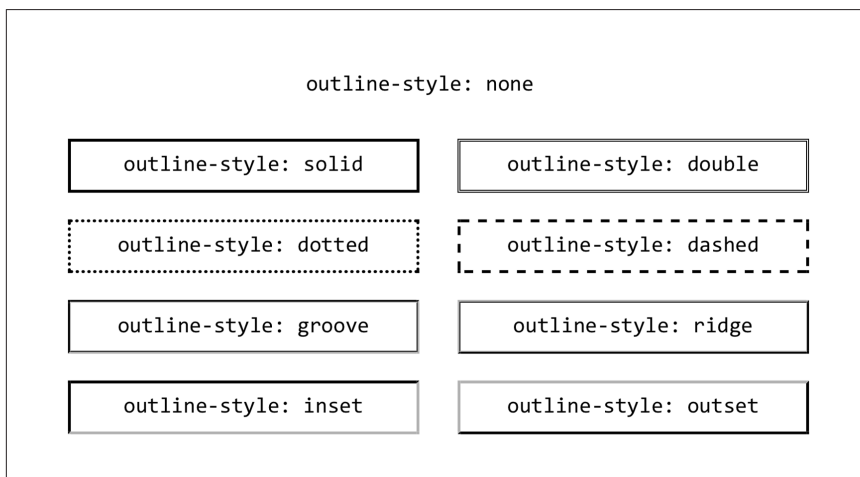 outline-style: none
outline-style: solid
outline-style: double
outline-style: dotted
outline-style: dashed
outline-style: groove
outline-style: ridge
outline-style: inset
outline-style: outset